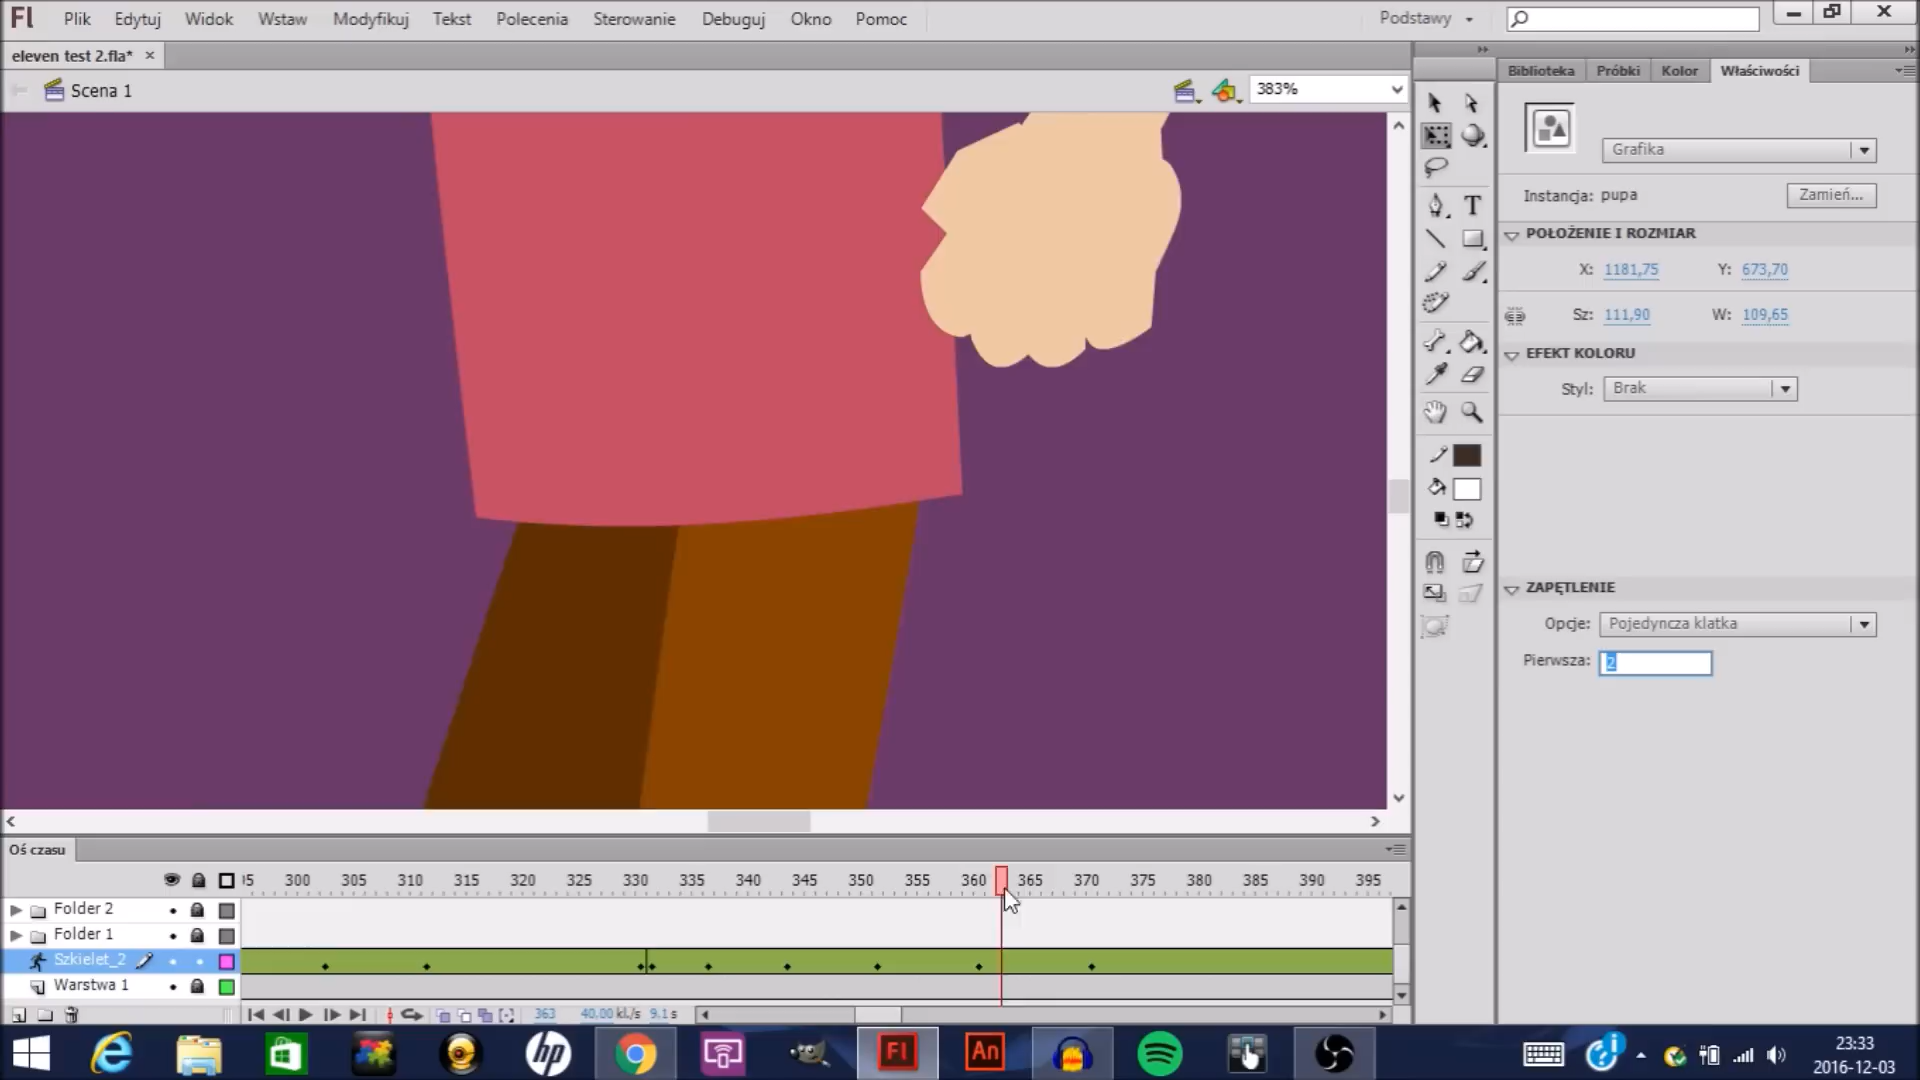 Fl Plik Edytuj Widok Wstaw Modyfikuj Tekst Polecenia Sterowanie Debuguj Okno Pomoc Podstawy
eleven test 2.fla*
Scena 1 383%
Biblioteka Próbki Kolor Właściwości
Grafika
Instancja: pupa Zamień...
POŁOŻENIE I ROZMIAR
X: 1181,75 Y: 673,70
Sz: 111,90 W: 109,65
EFEKT KOLORU
Styl: Brak
ZAPĘTLENIE
Opcje: Pojedyncza klatka
Pierwsza: 2
T
Oś czasu
300 305 310 315 320 325 330 335 340 345 350 355 360 365 370 375 380 385 390 395
Folder 2
Folder 1
Szkielet_2
Warstwa 1
363 40.00 kl./s 9.1 s
hp Fl An
23:33
2016-12-03